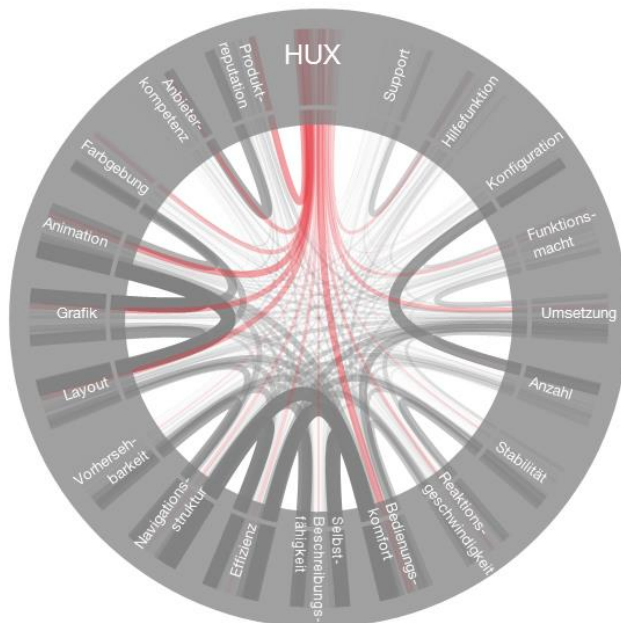 HUX
Support
Hilfefunktion
Konfiguration
Funktions-
macht
Umsetzung
Anzahl
Stabilität
Reaktions-
geschwindigkeit
Bedienungs-
komfort
Selbst-
Beschreibungs-
fähigkeit
Effizienz
Navigations-
struktur
Vorherseh-
barkeit
Layout
Grafik
Animation
Farbgebung
Anbieter-
kompetenz
Produkt-
reputation